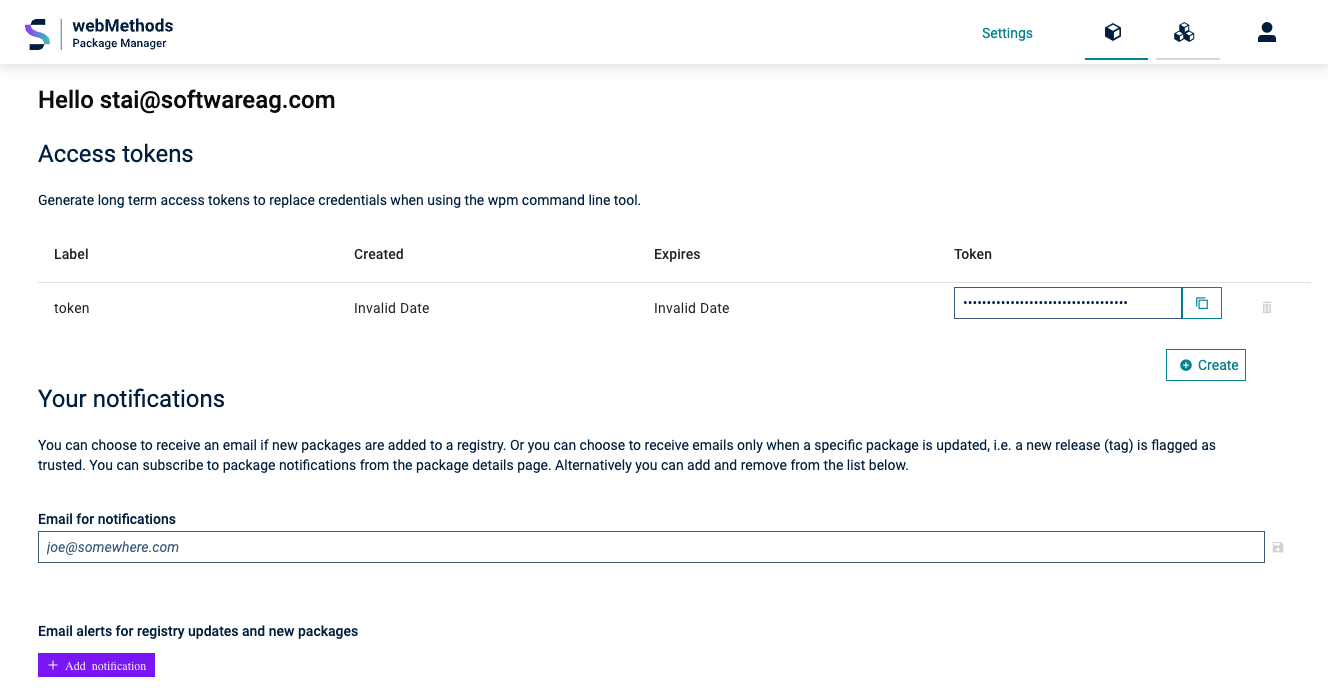 webMethods
Package Manager
Settings
Hello stai@softwareag.com
Access tokens
Generate long term access tokens to replace credentials when using the wpm command line tool.
Label Created Expires Token
token Invalid Date Invalid Date ••••••••••••••••••••••••••••••••••••
Create
Your notifications
You can choose to receive an email if new packages are added to a registry. Or you can choose to receive emails only when a specific package is updated, i.e. a new release (tag) is flagged as
trusted. You can subscribe to package notifications from the package details page. Alternatively you can add and remove from the list below.
Email for notifications
joe@somewhere.com
Email alerts for registry updates and new packages
+ Add notification